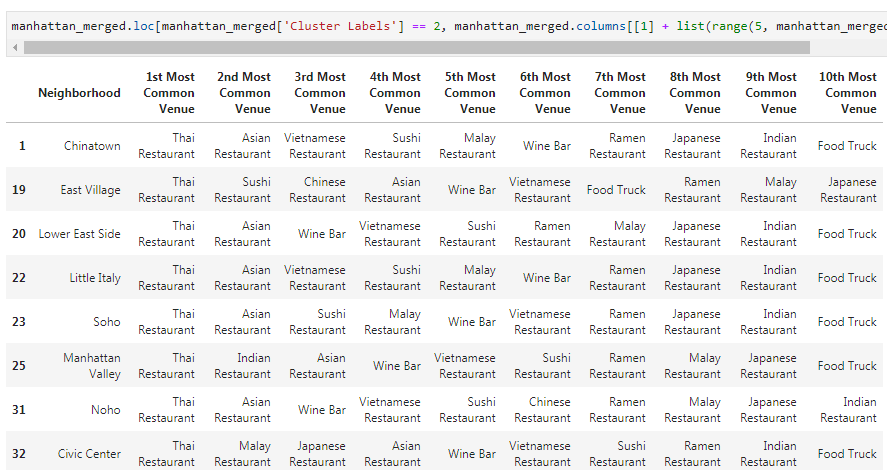 manhattan_merged.loc[manhattan_merged['Cluster Labels'] == 2, manhattan_merged.columns[[1] + list(range(5, manhattan_merged
Neighborhood 1st Most Common Venue 2nd Most Common Venue 3rd Most Common Venue 4th Most Common Venue 5th Most Common Venue 6th Most Common Venue 7th Most Common Venue 8th Most Common Venue 9th Most Common Venue 10th Most Common Venue
1 Chinatown Thai Restaurant Asian Restaurant Vietnamese Restaurant Sushi Restaurant Malay Restaurant Wine Bar Ramen Restaurant Japanese Restaurant Indian Restaurant Food Truck
19 East Village Thai Restaurant Sushi Restaurant Chinese Restaurant Asian Restaurant Wine Bar Vietnamese Restaurant Food Truck Ramen Restaurant Malay Restaurant Japanese Restaurant
20 Lower East Side Thai Restaurant Asian Restaurant Wine Bar Vietnamese Restaurant Sushi Restaurant Ramen Restaurant Malay Restaurant Japanese Restaurant Indian Restaurant Food Truck
22 Little Italy Thai Restaurant Asian Restaurant Vietnamese Restaurant Sushi Restaurant Malay Restaurant Wine Bar Ramen Restaurant Japanese Restaurant Indian Restaurant Food Truck
23 Soho Thai Restaurant Asian Restaurant Sushi Restaurant Malay Restaurant Wine Bar Vietnamese Restaurant Ramen Restaurant Japanese Restaurant Indian Restaurant Food Truck
25 Manhattan Valley Thai Restaurant Indian Restaurant Asian Restaurant Wine Bar Vietnamese Restaurant Sushi Restaurant Ramen Restaurant Malay Restaurant Japanese Restaurant Food Truck
31 Noho Thai Restaurant Asian Restaurant Wine Bar Vietnamese Restaurant Sushi Restaurant Chinese Restaurant Ramen Restaurant Malay Restaurant Japanese Restaurant Indian Restaurant
32 Civic Center Thai Restaurant Malay Restaurant Japanese Restaurant Asian Restaurant Wine Bar Vietnamese Restaurant Sushi Restaurant Ramen Restaurant Indian Restaurant Food Truck